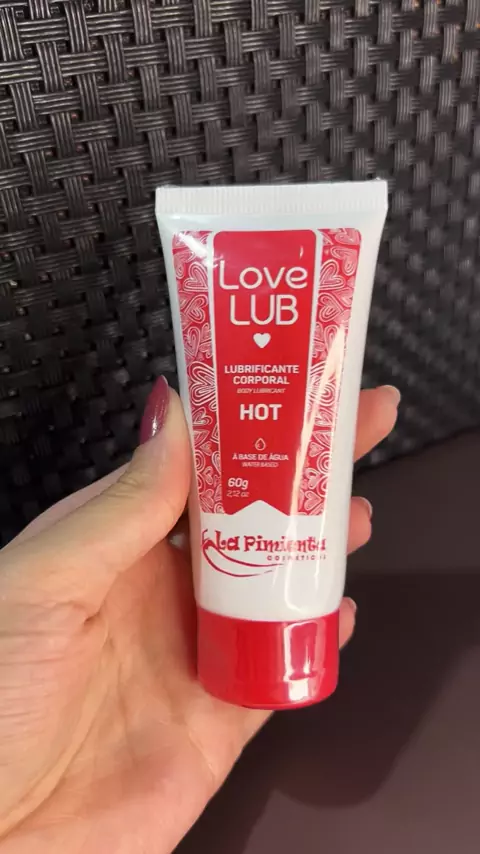 Love
LUB
LUBRIFICANTE
CORPORAL
BODY LUBRICANT
HOT
À BASE DE ÁGUA
WATER BASED
60g
2,12 oz
La Pimienta
COSMÉTICOS